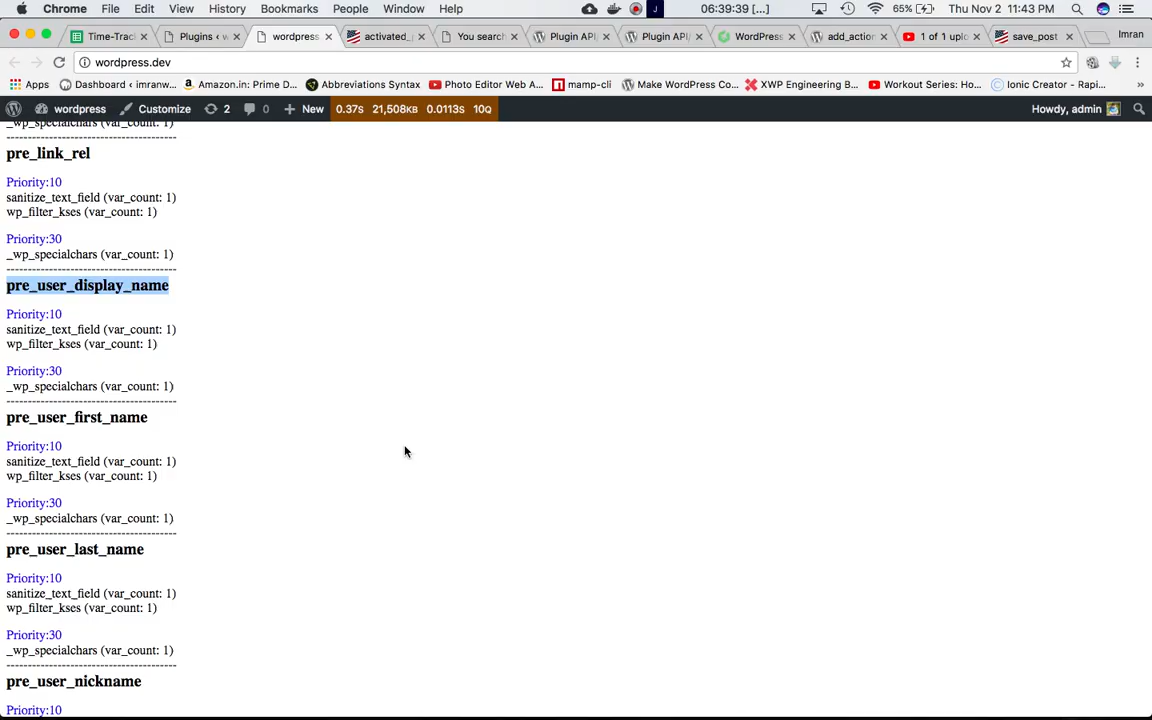 Chrome File Edit View History Bookmarks People Window Help J 06:39:39 [...] 65% Thu Nov 2 11:43 PM
Time-Track Plugins ‹ w wordpress activated_ You search Plugin API/ Plugin API/ WordPress add_action 1 of 1 uplo save_post Imran
wordpress.dev
Apps Dashboard ‹ imranw... Amazon.in: Prime D... Abbreviations Syntax Photo Editor Web A... mamp-cli Make WordPress Co... XWP Engineering B... Workout Series: Ho... Ionic Creator - Rapi... »
wordpress Customize 2 0 New 0.37S 21,508KB 0.0113S 10Q Howdy, admin
_wp_specialchars (var_count: 1)
----------------------------------------
pre_link_rel
Priority:10
sanitize_text_field (var_count: 1)
wp_filter_kses (var_count: 1)
Priority:30
_wp_specialchars (var_count: 1)
----------------------------------------
pre_user_display_name
Priority:10
sanitize_text_field (var_count: 1)
wp_filter_kses (var_count: 1)
Priority:30
_wp_specialchars (var_count: 1)
----------------------------------------
pre_user_first_name
Priority:10
sanitize_text_field (var_count: 1)
wp_filter_kses (var_count: 1)
Priority:30
_wp_specialchars (var_count: 1)
----------------------------------------
pre_user_last_name
Priority:10
sanitize_text_field (var_count: 1)
wp_filter_kses (var_count: 1)
Priority:30
_wp_specialchars (var_count: 1)
----------------------------------------
pre_user_nickname
Priority:10